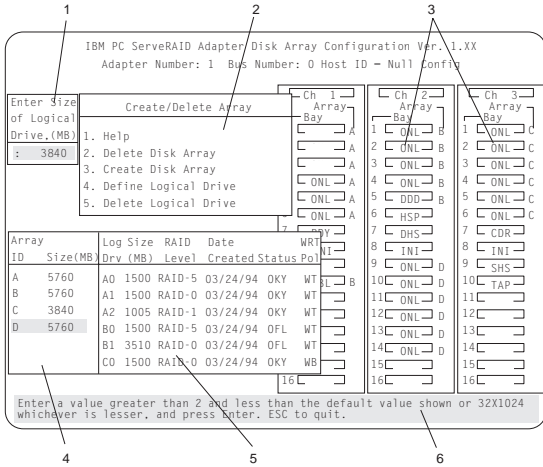 1 2 3
IBM PC ServeRAID Adapter Disk Array Configuration Ver. 1.XX
Adapter Number: 1 Bus Number: 0 Host ID = Null Config
Enter Size
of Logical
Drive.(MB)
: 3840
Create/Delete Array
1. Help
2. Delete Disk Array
3. Create Disk Array
4. Define Logical Drive
5. Delete Logical Drive
Ch 1
Array
Bay
A
A
A
ONL A
ONL A
ONL A
7 RDY
INI
BL B
16
Ch 2
Array
Bay
1 ONL B
2 ONL B
3 ONL B
4 ONL B
5 DDD B
6 HSP
7 DHS
8 INI
9 ONL D
10 ONL D
11 ONL D
12 ONL D
13 ONL D
14 ONL D
15
16
Ch 3
Array
Bay
1 ONL C
2 ONL C
3 ONL C
4 ONL C
5 ONL C
6 ONL C
7 CDR
8 INI
9 SHS
10 TAP
11
12
13
14
15
16
Array
ID Size(MB)
A 5760
B 5760
C 3840
D 5760
Log Size RAID Date WRT
Drv (MB) Level Created Status Pol
A0 1500 RAID-5 03/24/94 OKY WT
A1 1500 RAID-0 03/24/94 OKY WT
A2 1005 RAID-1 03/24/94 OKY WT
B0 1500 RAID-5 03/24/94 OFL WT
B1 3510 RAID-0 03/24/94 OFL WT
C0 1500 RAID-0 03/24/94 OKY WB
Enter a value greater than 2 and less than the default value shown or 32X1024
whichever is lesser, and press Enter. ESC to quit.
4 5 6